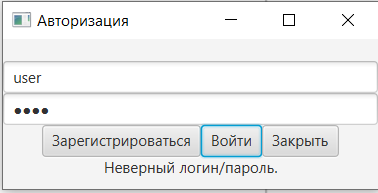 Авторизация
user
••••
Зарегистрироваться Войти Закрыть
Неверный логин/пароль.